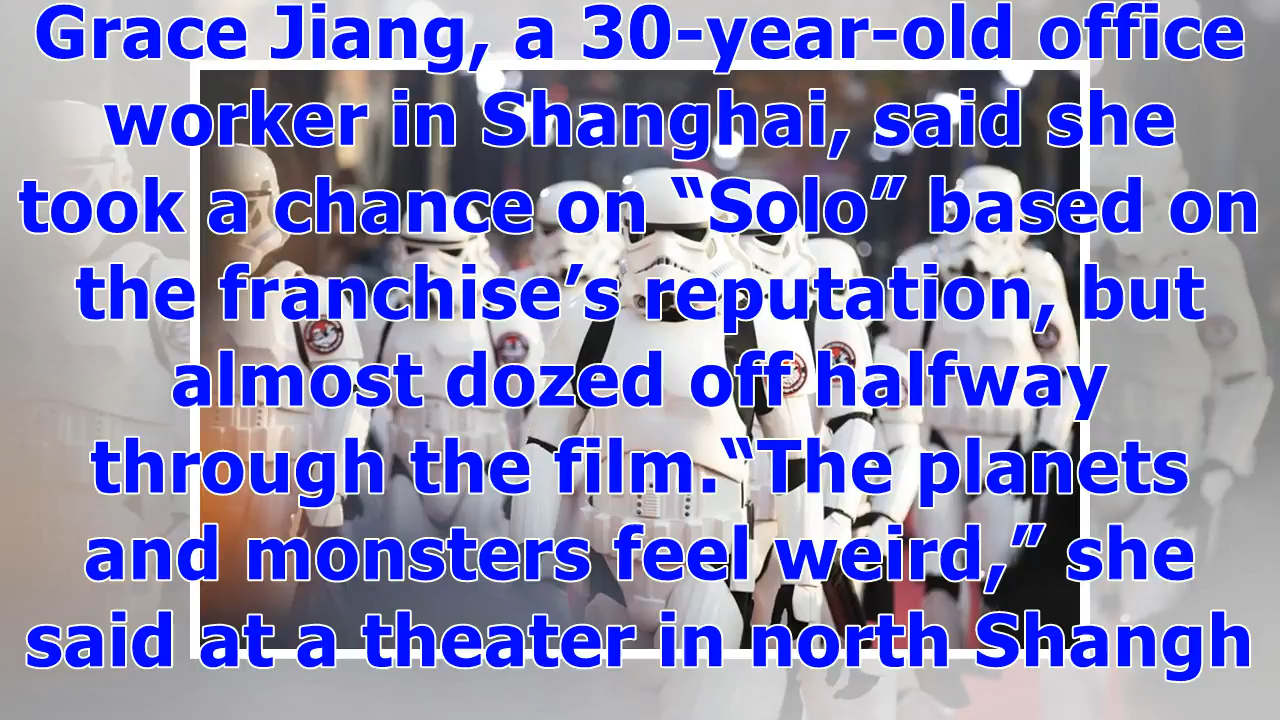 Grace Jiang, a 30-year-old office
worker in Shanghai, said she
took a chance on “Solo” based on
the franchise’s reputation, but
almost dozed off halfway
through the film. “The planets
and monsters feel weird,” she
said at a theater in north Shangh